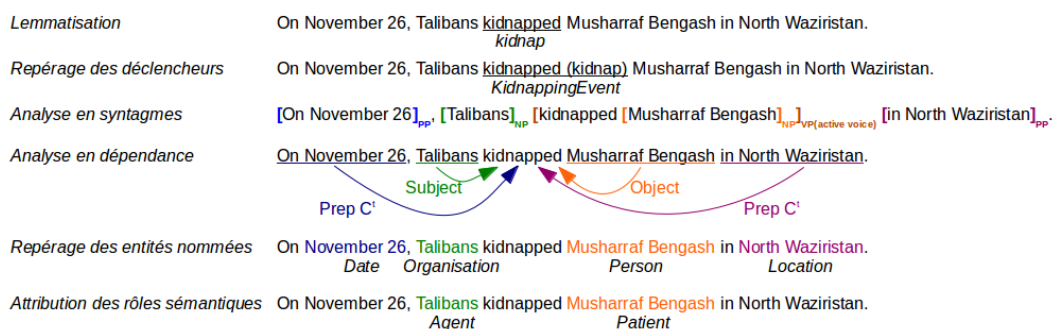 Lemmatisation On November 26, Talibans kidnapped Musharraf Bengash in North Waziristan.
kidnap
Repérage des déclencheurs On November 26, Talibans kidnapped (kidnap) Musharraf Bengash in North Waziristan.
KidnappingEvent
Analyse en syntagmes [On November 26]PP, [Talibans]NP [kidnapped [Musharraf Bengash]NP]VP(active voice) [in North Waziristan]PP.
Analyse en dépendance On November 26, Talibans kidnapped Musharraf Bengash in North Waziristan.
Subject Object
Prep Cᵗ Prep Cᵗ
Repérage des entités nommées On November 26, Talibans kidnapped Musharraf Bengash in North Waziristan.
Date Organisation Person Location
Attribution des rôles sémantiques On November 26, Talibans kidnapped Musharraf Bengash in North Waziristan.
Agent Patient